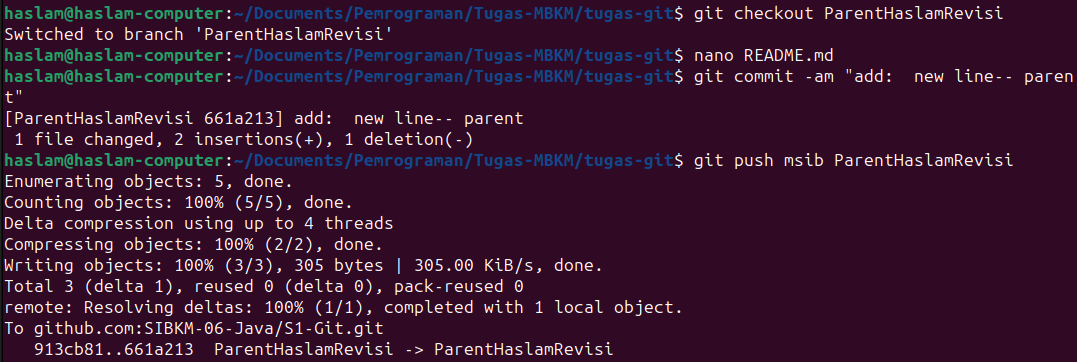 haslam@haslam-computer:~/Documents/Pemrograman/Tugas-MBKM/tugas-git$ git checkout ParentHaslamRevisi
Switched to branch 'ParentHaslamRevisi'
haslam@haslam-computer:~/Documents/Pemrograman/Tugas-MBKM/tugas-git$ nano README.md
haslam@haslam-computer:~/Documents/Pemrograman/Tugas-MBKM/tugas-git$ git commit -am "add:  new line-- paren
t"
[ParentHaslamRevisi 661a213] add:  new line-- parent
 1 file changed, 2 insertions(+), 1 deletion(-)
haslam@haslam-computer:~/Documents/Pemrograman/Tugas-MBKM/tugas-git$ git push msib ParentHaslamRevisi
Enumerating objects: 5, done.
Counting objects: 100% (5/5), done.
Delta compression using up to 4 threads
Compressing objects: 100% (2/2), done.
Writing objects: 100% (3/3), 305 bytes | 305.00 KiB/s, done.
Total 3 (delta 1), reused 0 (delta 0), pack-reused 0
remote: Resolving deltas: 100% (1/1), completed with 1 local object.
To github.com:SIBKM-06-Java/S1-Git.git
   913cb81..661a213  ParentHaslamRevisi -> ParentHaslamRevisi